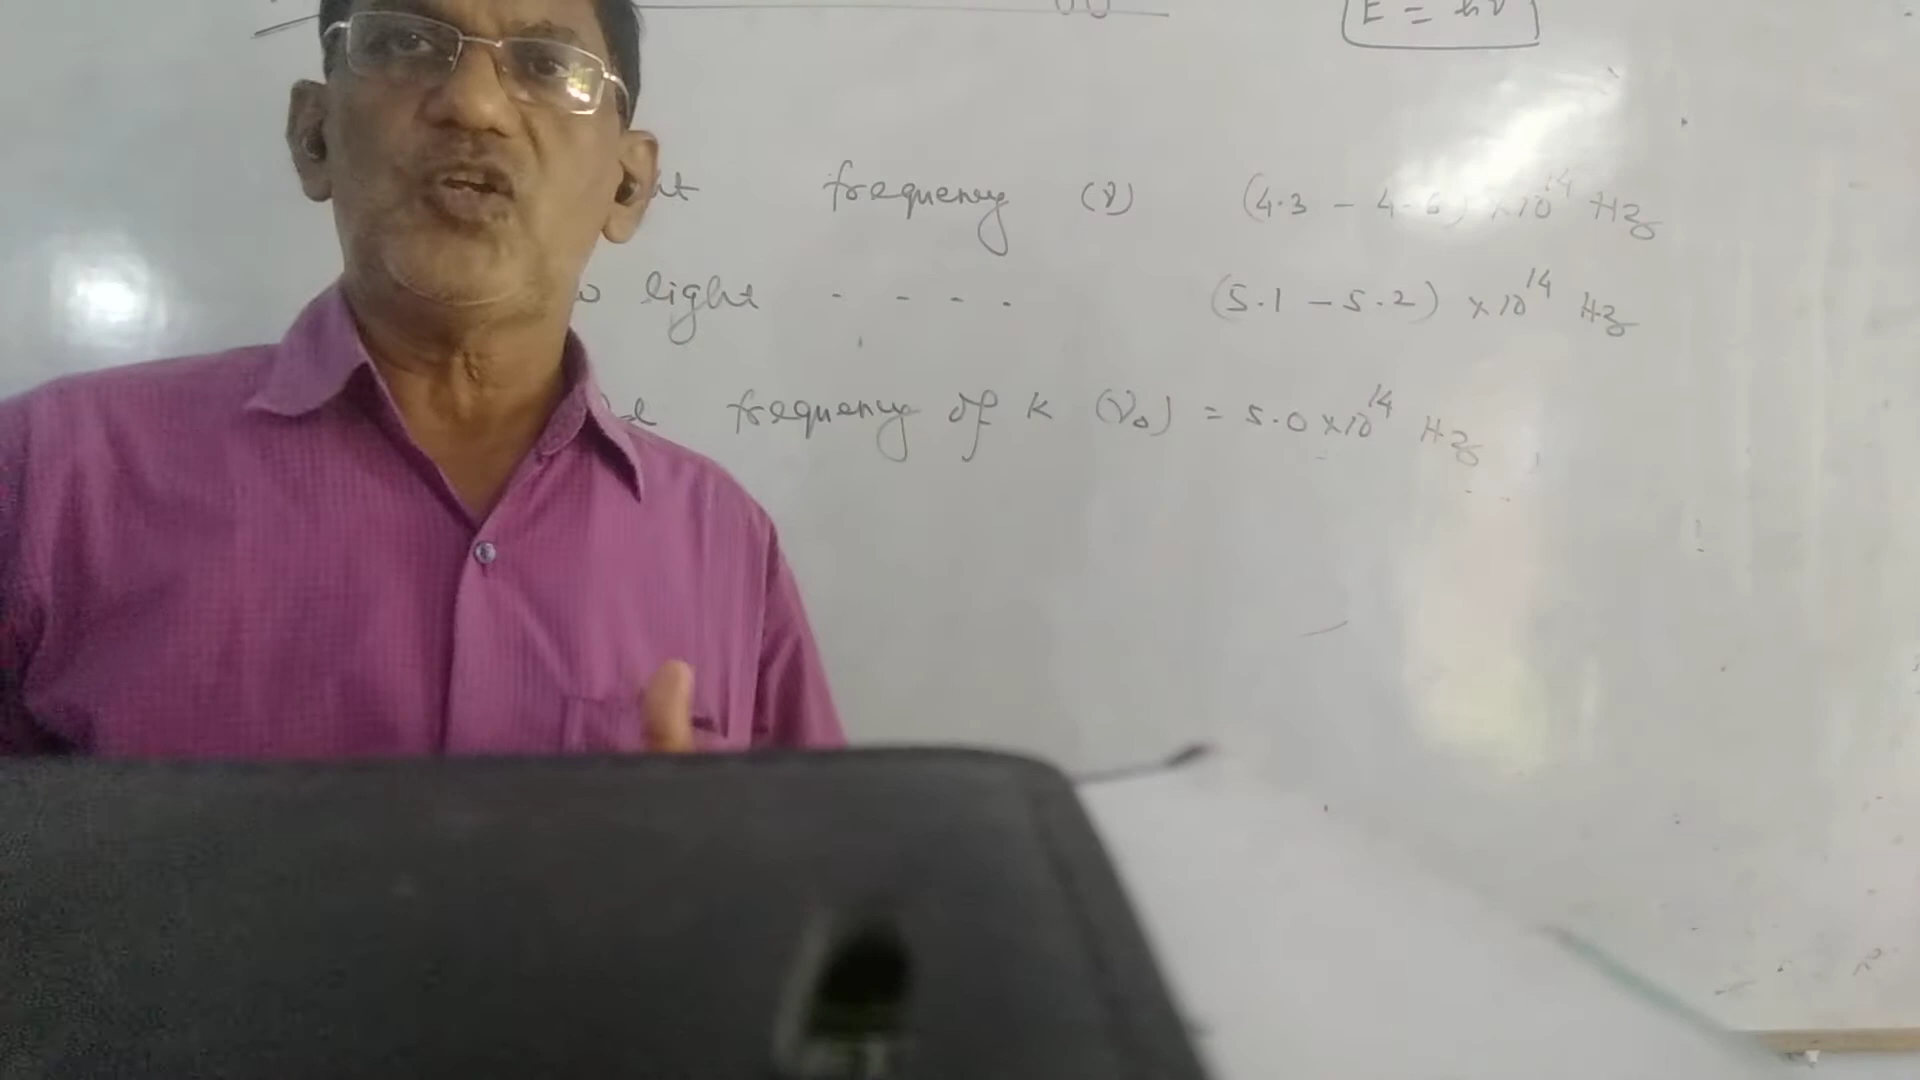 E = hν
frequency (ν) (4.3 - 4.6) ×10¹⁴ Hz
light - - - - (5.1 - 5.2) ×10¹⁴ Hz
frequency of K (ν₀) = 5.0 ×10¹⁴ Hz